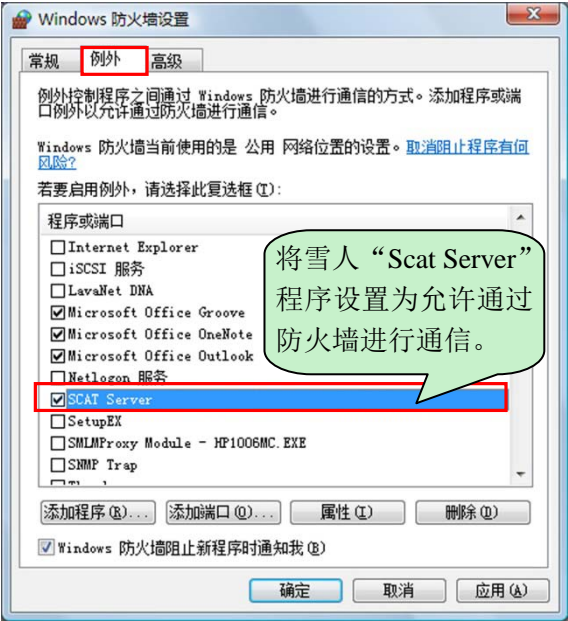 Windows 防火墙设置
常规 例外 高级
例外控制程序之间通过 Windows 防火墙进行通信的方式。添加程序或端
口例外以允许通过防火墙进行通信。
Windows 防火墙当前使用的是 公用 网络位置的设置。取消阻止程序有何
风险?
若要启用例外，请选择此复选框(T):
程序或端口
Internet Explorer
iSCSI 服务
LavaNet DNA
Microsoft Office Groove
Microsoft Office OneNote
Microsoft Office Outlook
Netlogon 服务
SCAT Server
SetupEX
SMLMProxy Module - HP1006MC.EXE
SNMP Trap
将雪人“Scat Server”
程序设置为允许通过
防火墙进行通信。
添加程序(R)... 添加端口(O)... 属性(I) 删除(D)
Windows 防火墙阻止新程序时通知我(B)
确定 取消 应用(A)